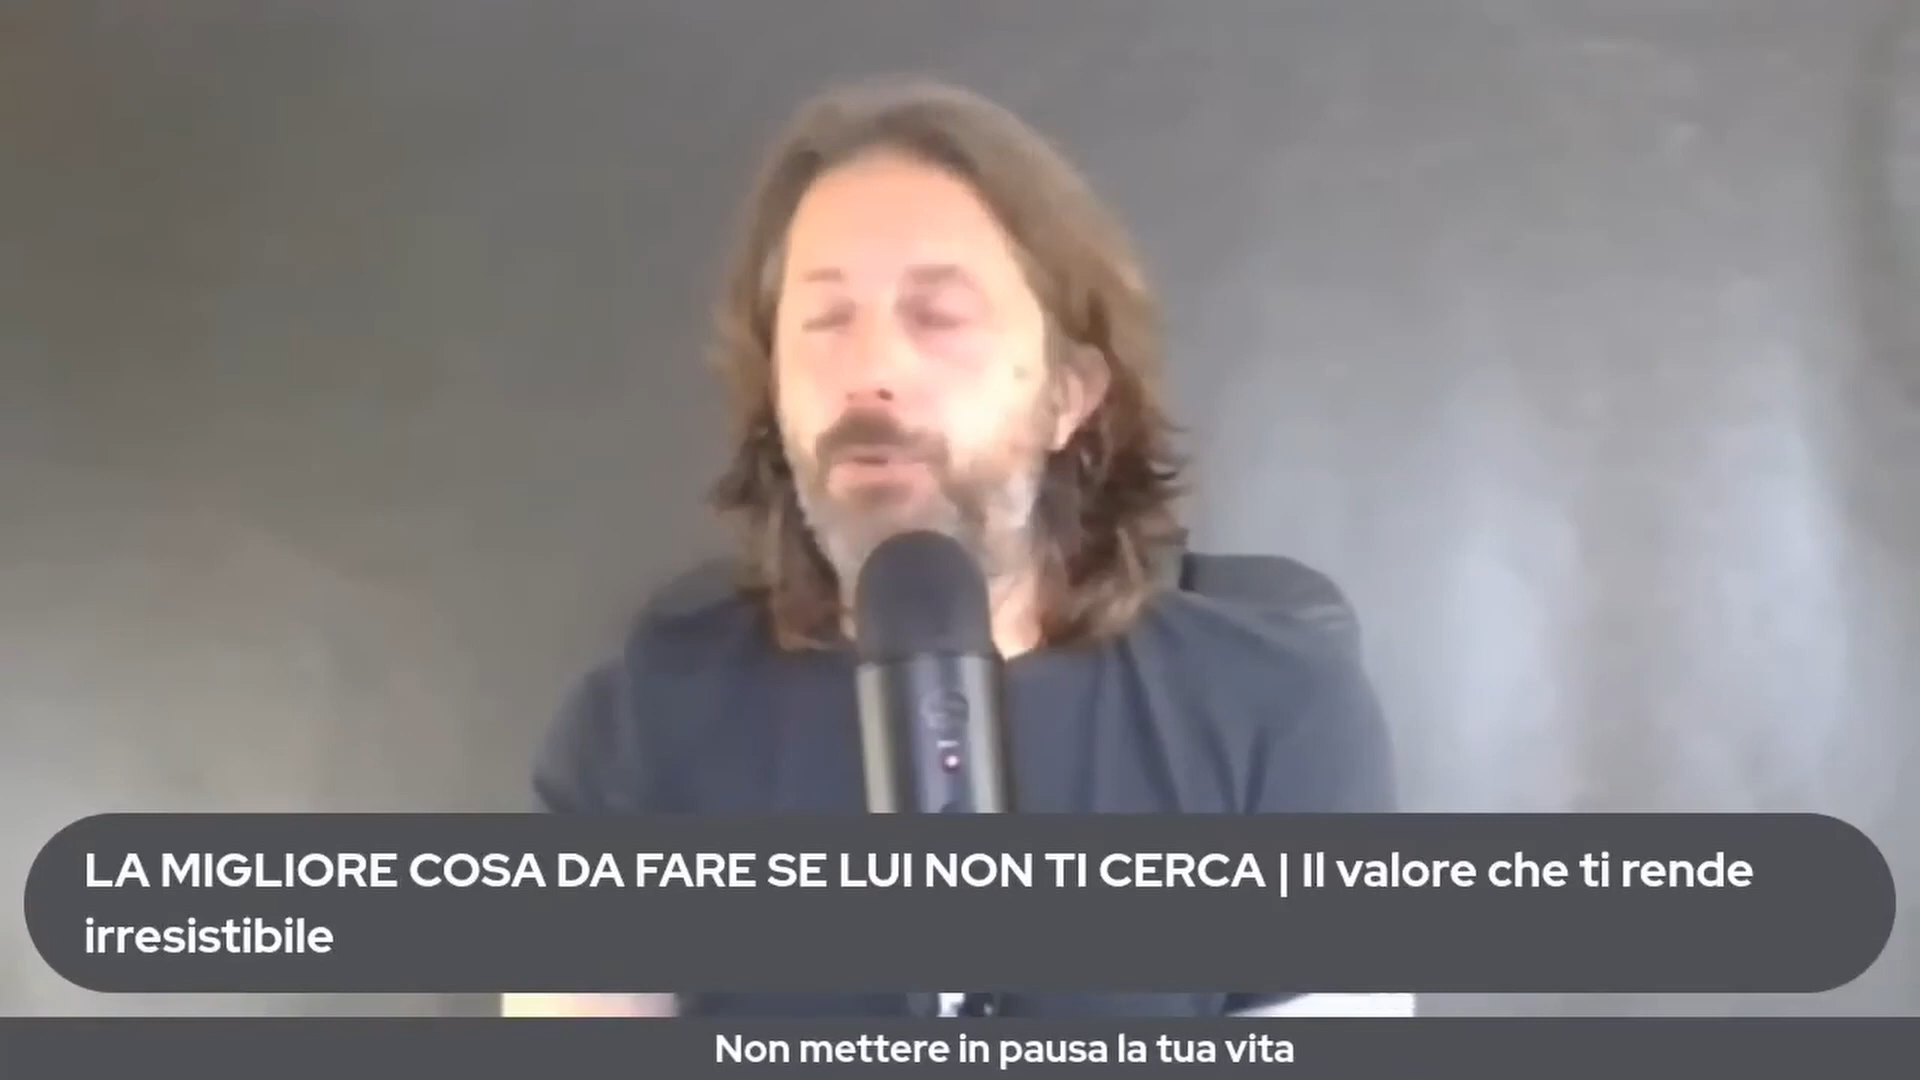 LA MIGLIORE COSA DA FARE SE LUI NON TI CERCA | Il valore che ti rende
irresistibile
Non mettere in pausa la tua vita